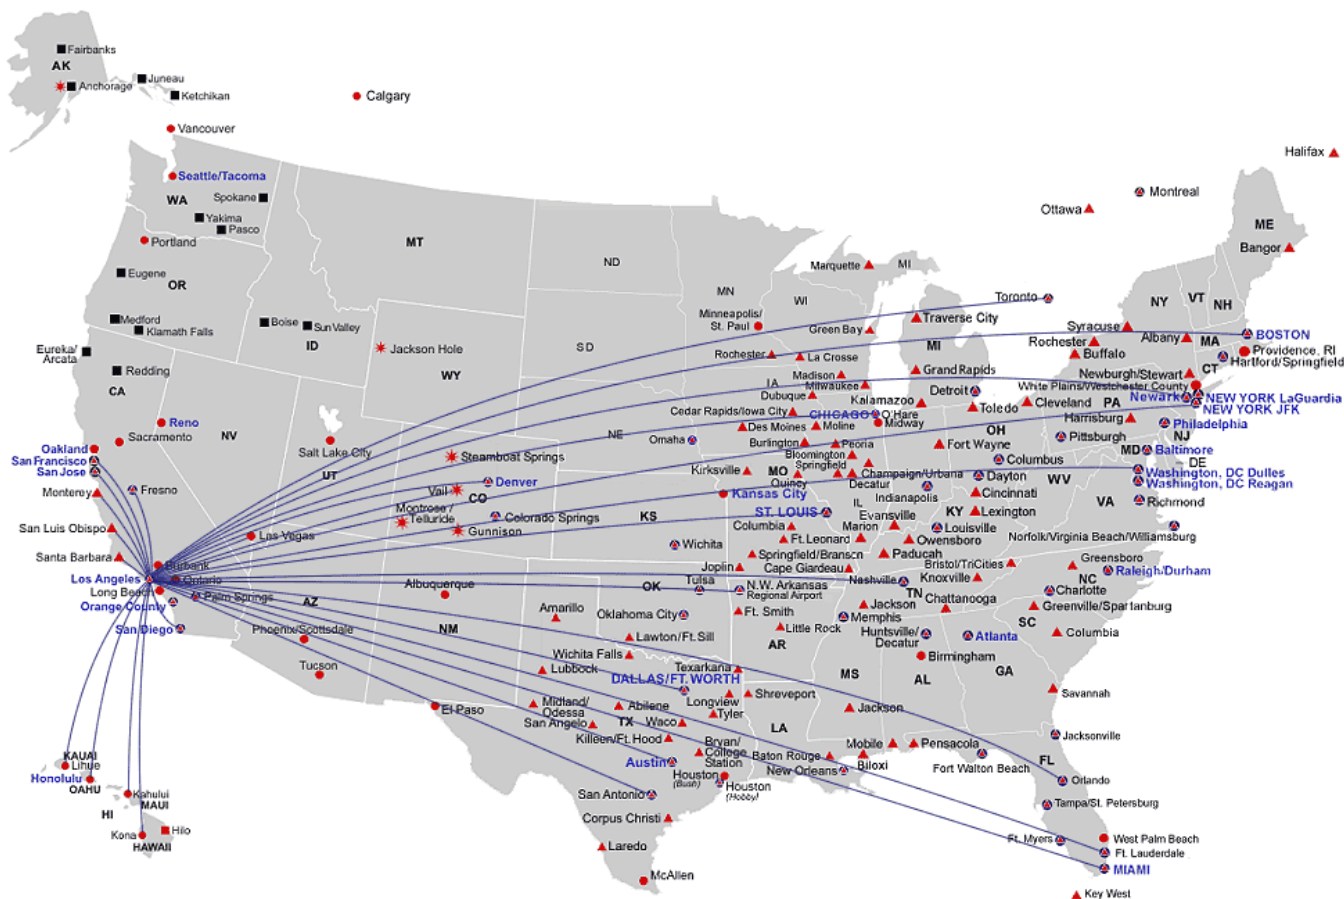 Fairbanks
AK
Anchorage
Juneau
Ketchikan
Calgary
Vancouver
Halifax
Seattle/Tacoma
WA
Spokane
Yakima
Pasco
Montreal
Ottawa
Portland
MT
ND
ME
Bangor
Marquette
MI
Eugene
OR
MN
WI
Toronto
NY
VT
NH
Medford
Klamath Falls
Boise
Sun Valley
ID
Minneapolis/
St. Paul
Green Bay
Traverse City
Syracuse
BOSTON
Eureka/
Arcata
Jackson Hole
SD
Rochester
La Crosse
MI
Rochester
Albany
MA
Providence, RI
Buffalo
Hartford/Springfield
CT
Redding
CA
WY
IA
Madison
Milwaukee
Grand Rapids
Newburgh/Stewart
White Plains/Westchester County
Dubuque
Kalamazoo
Detroit
Newark
NEW YORK LaGuardia
NEW YORK JFK
Reno
NV
Cedar Rapids/Iowa City
CHICAGO
O'Hare
Midway
Toledo
Cleveland
PA
Harrisburg
Philadelphia
NJ
Sacramento
Salt Lake City
NE
Omaha
Des Moines
Moline
OH
Pittsburgh
Oakland
San Francisco
San Jose
UT
Steamboat Springs
Burlington
Peoria
Fort Wayne
Columbus
MD
Baltimore
DE
Bloomington
Springfield
Kirksville
MO
Quincy
Decatur
Champaign/Urbana
Dayton
WV
Washington, DC Dulles
Washington, DC Reagan
Monterey
Fresno
Vail
CO
Denver
Kansas City
IL
Indianapolis
Cincinnati
VA
Richmond
Montrose/
Telluride
Colorado Springs
Gunnison
KS
ST. LOUIS
Evansville
Marion
KY
Lexington
Louisville
San Luis Obispo
Las Vegas
Columbia
Ft. Leonard
Owensboro
Norfolk/Virginia Beach/Williamsburg
Santa Barbara
Burbank
Wichita
Springfield/Branson
Paducah
Bristol/TriCities
Greensboro
Joplin
Cape Girardeau
Knoxville
Raleigh/Durham
Los Angeles
Ontario
Long Beach
Palm Springs
Orange County
AZ
Albuquerque
OK
Tulsa
N.W. Arkansas
Regional Airport
Nashville
TN
Chattanooga
NC
Charlotte
Amarillo
Oklahoma City
Ft. Smith
Jackson
Memphis
Greenville/Spartanburg
SC
San Diego
Phoenix/Scottsdale
NM
Lawton/Ft. Sill
Little Rock
AR
Huntsville/
Decatur
Atlanta
Columbia
Tucson
Wichita Falls
Lubbock
Texarkana
Birmingham
MS
AL
GA
DALLAS/FT. WORTH
Longview
Shreveport
Savannah
El Paso
Midland/
Odessa
Abilene
Tyler
Jackson
San Angelo
TX
Waco
LA
Killeen/Ft. Hood
Bryan/
College
Station
Mobile
Pensacola
Jacksonville
KAUAI
Lihue
Honolulu
OAHU
Austin
Baton Rouge
New Orleans
Biloxi
Fort Walton Beach
FL
Houston
(Bush)
Houston
(Hobby)
Orlando
Kahului
MAUI
HI
San Antonio
Tampa/St. Petersburg
Corpus Christi
Kona
Hilo
HAWAII
Laredo
Ft. Myers
West Palm Beach
Ft. Lauderdale
MIAMI
McAllen
Key West